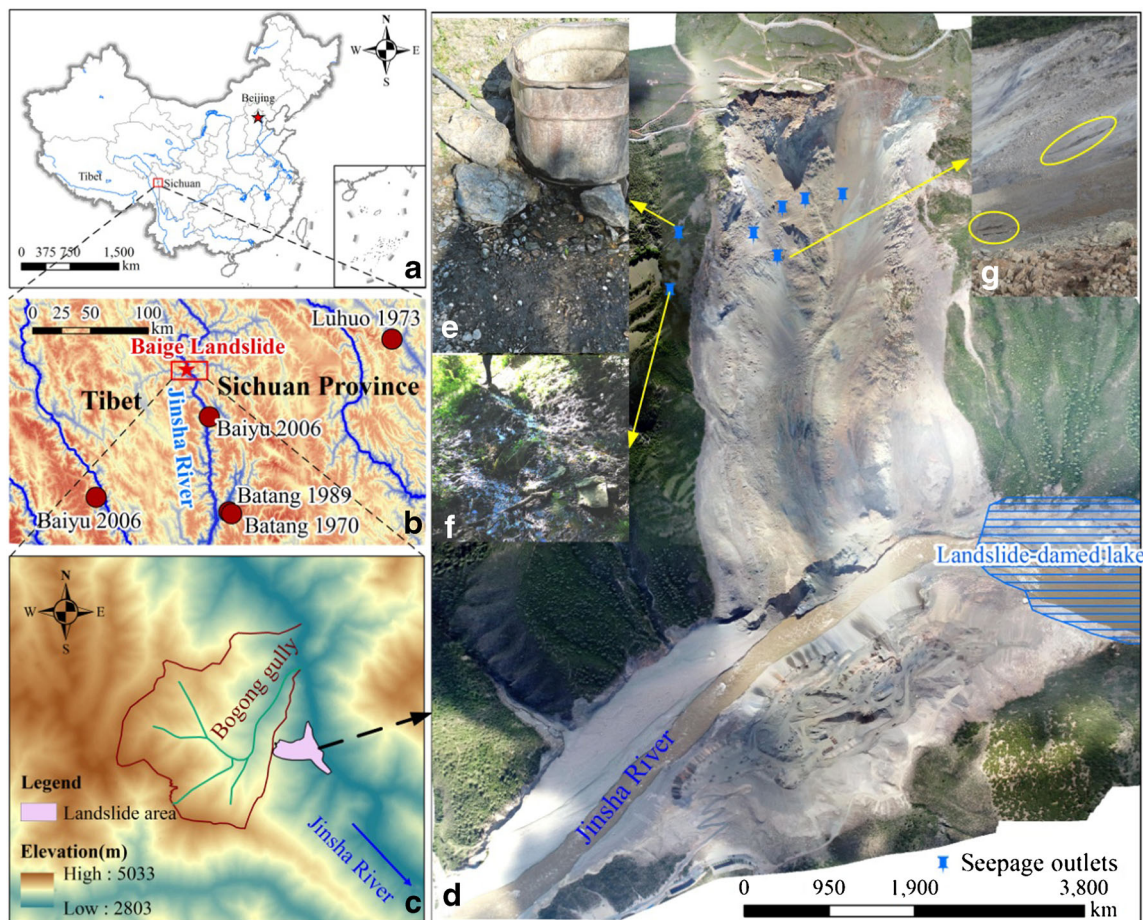 N
W E
S
Beijing
Tibet
Sichuan
0 375 750 1,500
km
a
0 25 50 100
km
Luhuo 1973
Baige Landslide
Tibet
Sichuan Province
Jinsha River
Baiyu 2006
Baiyu 2006
Batang 1989
Batang 1970
b
N
W E
S
Bogong gully
Legend
Landslide area
Elevation(m)
High : 5033
Low : 2803
Jinsha River
c
e
f
g
Landslide-damed lake
Jinsha River
Seepage outlets
d
0 950 1,900 3,800
km